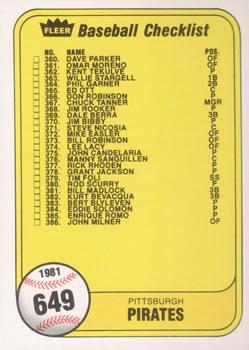 FLEER Baseball Checklist
NO. NAME POS.
360. DAVE PARKER OF
361. OMAR MORENO OF
362. KENT TEKULVE P
363. WILLIE STARGELL 1B
364. PHIL GARNER 2B
365. ED OTT C
366. DON ROBINSON P
367. CHUCK TANNER MGR
368. JIM ROOKER P
369. DALE BERRA 3B
370. JIM BIBBY P
371. STEVE NICOSIA C
372. MIKE EASLER OF
373. BILL ROBINSON OF
374. LEE LACY OF
375. JOHN CANDELARIA P
376. MANNY SANGUILLEN C
377. RICK RHODEN P
378. GRANT JACKSON P
379. TIM FOLI SS
380. ROD SCURRY P
381. BILL MADLOCK 3B
382. KURT BEVACQUA 3B
383. BERT BLYLEVEN P
384. EDDIE SOLOMON P
385. ENRIQUE ROMO P
386. JOHN MILNER OF
1981
649
PITTSBURGH
PIRATES